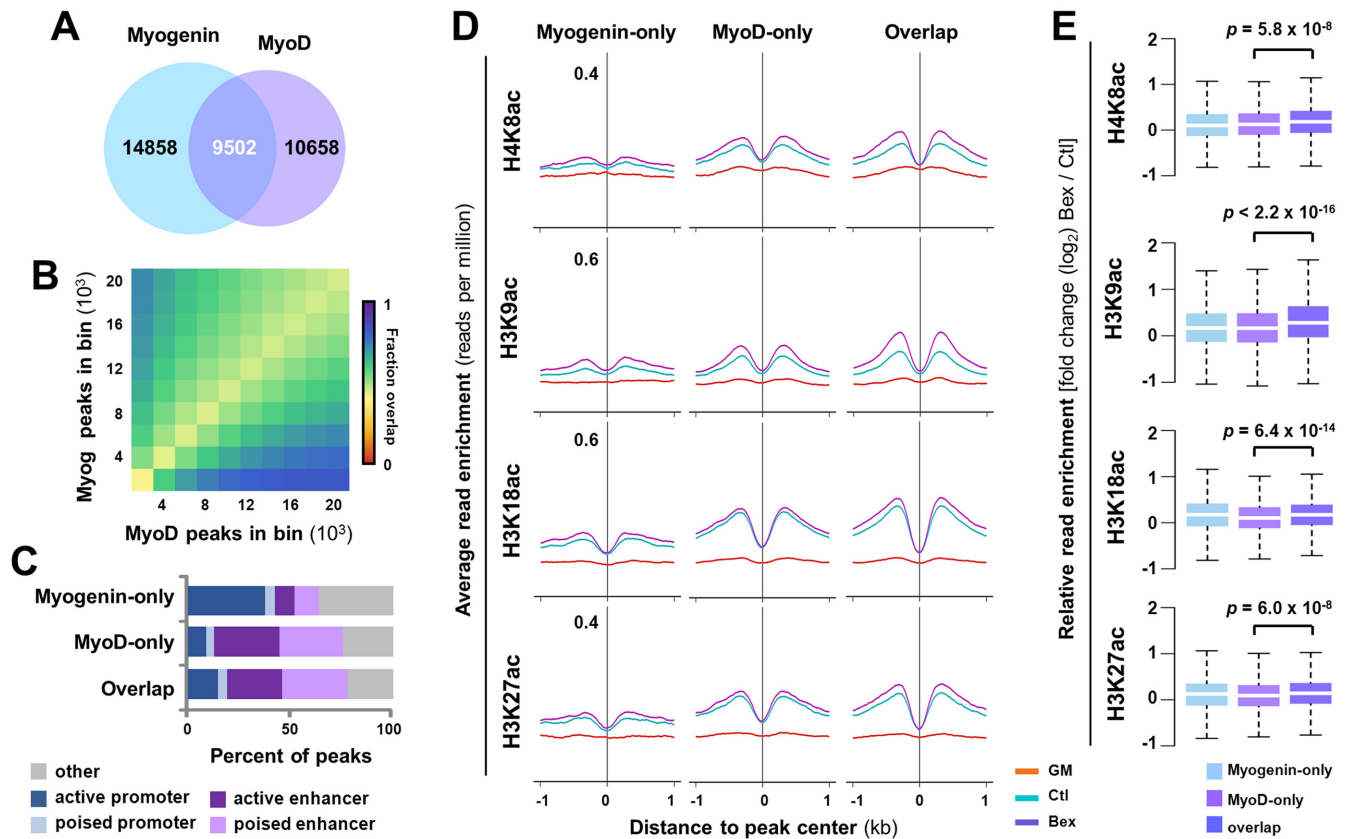 A
Myogenin
MyoD
14858
9502
10658
B
Myog peaks in bin (10³)
20
16
12
8
4
4 8 12 16 20
MyoD peaks in bin (10³)
1
Fraction overlap
0
C
Myogenin-only
MyoD-only
Overlap
0 50 100
Percent of peaks
other
active promoter
poised promoter
active enhancer
poised enhancer
D
Myogenin-only MyoD-only Overlap
Average read enrichment (reads per million)
H4K8ac
0.4
-1 0 1 -1 0 1 -1 0 1
H3K9ac
0.6
H3K18ac
0.6
H3K27ac
0.4
Distance to peak center (kb)
GM
Ctl
Bex
E
Relative read enrichment [fold change (log₂) Bex / Ctl]
H4K8ac
p = 5.8 x 10⁻⁸
2
1
0
-1
H3K9ac
p < 2.2 x 10⁻¹⁶
2
1
0
-1
H3K18ac
p = 6.4 x 10⁻¹⁴
2
1
0
-1
H3K27ac
p = 6.0 x 10⁻⁸
2
1
0
-1
Myogenin-only
MyoD-only
overlap